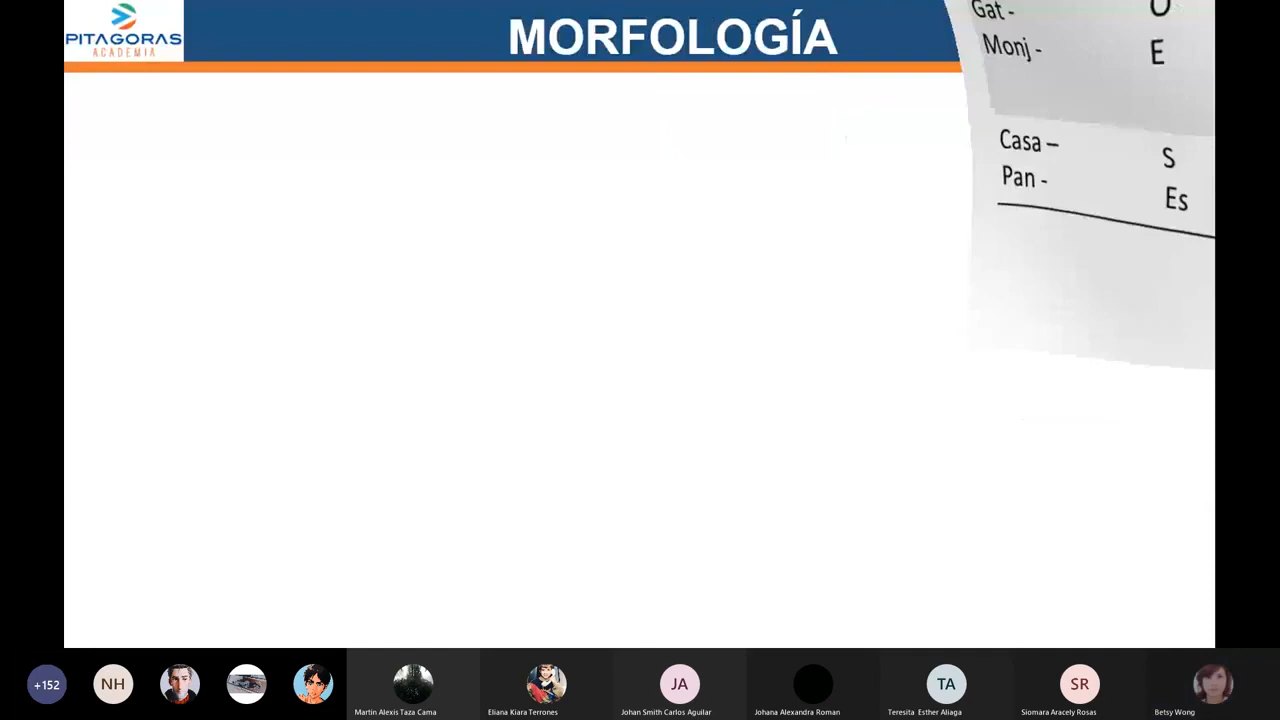 PITAGORAS
ACADEMIA
MORFOLOGÍA
Gat - O
Monj - E
Casa – S
Pan - Es
+152
NH
JA
TA
SR
Martin Alexis Taza Cama
Eliana Kiara Terrones
Johan Smith Carlos Aguilar
Johana Alexandra Roman
Teresita Esther Aliaga
Siomara Aracely Rosas
Betsy Wong